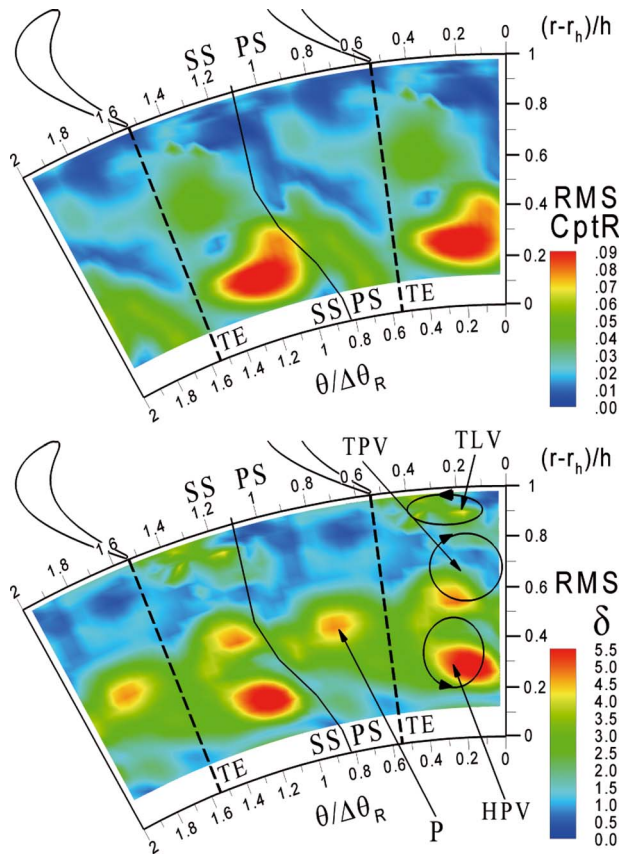 (r-r_h)/h
SS PS
2 1.8 1.6 1.4 1.2 1 0.8 0.6 0.4 0.2 0
1
0.8
0.6
0.4
0.2
0
RMS
CptR
.09
.08
.07
.06
.05
.04
.03
.02
.01
.00
TE SS PS TE
2 1.8 1.6 1.4 1.2 1 0.8 0.6 0.4 0.2 0
θ/Δθ_R
TPV TLV
(r-r_h)/h
SS PS
2 1.8 1.6 1.4 1.2 1 0.8 0.6 0.4 0.2 0
1
0.8
0.6
0.4
0.2
0
RMS
δ
5.5
5.0
4.5
4.0
3.5
3.0
2.5
2.0
1.5
1.0
0.5
0.0
TE SS PS TE
2 1.8 1.6 1.4 1.2 1 0.8 0.6 0.4 0.2 0
θ/Δθ_R
P HPV